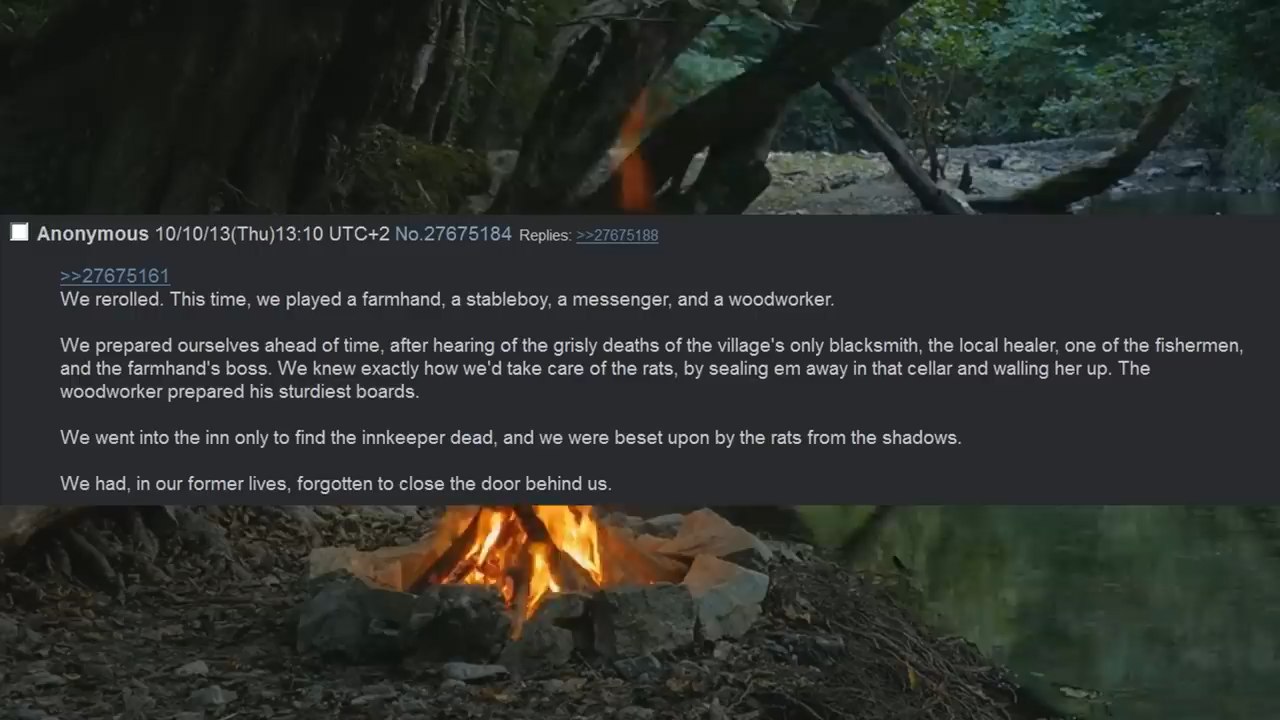 Anonymous 10/10/13(Thu)13:10 UTC+2 No.27675184 Replies: >>27675188
>>27675161
We rerolled. This time, we played a farmhand, a stableboy, a messenger, and a woodworker.
We prepared ourselves ahead of time, after hearing of the grisly deaths of the village's only blacksmith, the local healer, one of the fishermen,
and the farmhand's boss. We knew exactly how we'd take care of the rats, by sealing em away in that cellar and walling her up. The
woodworker prepared his sturdiest boards.
We went into the inn only to find the innkeeper dead, and we were beset upon by the rats from the shadows.
We had, in our former lives, forgotten to close the door behind us.